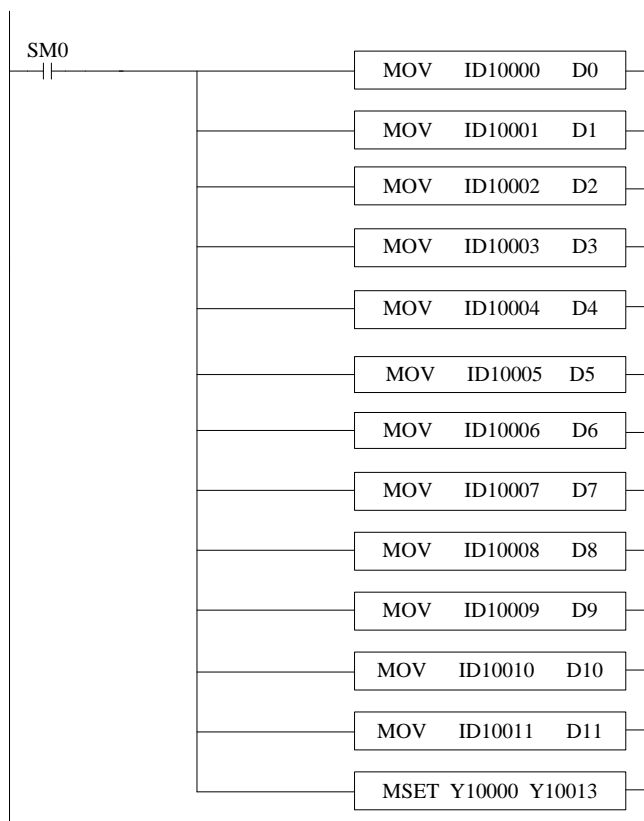 SM0
MOV ID10000 D0
MOV ID10001 D1
MOV ID10002 D2
MOV ID10003 D3
MOV ID10004 D4
MOV ID10005 D5
MOV ID10006 D6
MOV ID10007 D7
MOV ID10008 D8
MOV ID10009 D9
MOV ID10010 D10
MOV ID10011 D11
MSET Y10000 Y10013